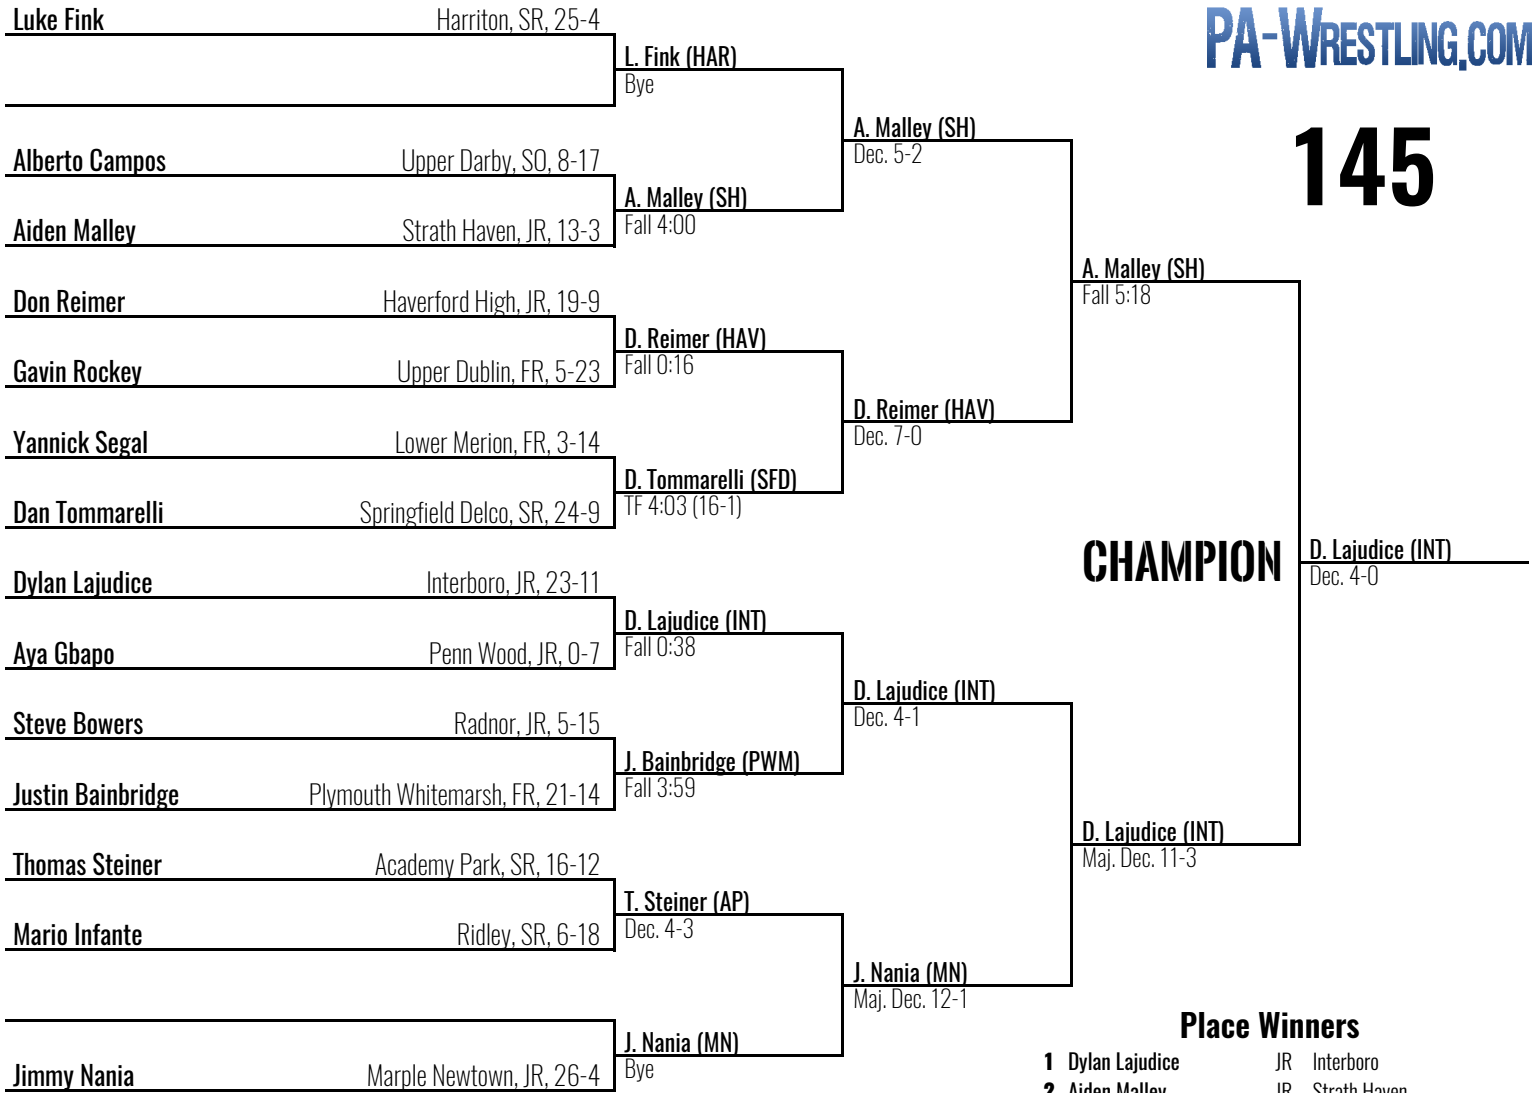 Luke Fink Harriton, SR, 25-4
PA-WRESTLING.COM
L. Fink (HAR)
Bye
145
A. Malley (SH)
Dec. 5-2
Alberto Campos Upper Darby, SO, 8-17
A. Malley (SH)
Fall 4:00
Aiden Malley Strath Haven, JR, 13-3
A. Malley (SH)
Fall 5:18
Don Reimer Haverford High, JR, 19-9
D. Reimer (HAV)
Fall 0:16
Gavin Rockey Upper Dublin, FR, 5-23
D. Reimer (HAV)
Dec. 7-0
Yannick Segal Lower Merion, FR, 3-14
D. Tommarelli (SFD)
TF 4:03 (16-1)
Dan Tommarelli Springfield Delco, SR, 24-9
CHAMPION
D. Lajudice (INT)
Dec. 4-0
Dylan Lajudice Interboro, JR, 23-11
D. Lajudice (INT)
Fall 0:38
Aya Gbapo Penn Wood, JR, 0-7
D. Lajudice (INT)
Dec. 4-1
Steve Bowers Radnor, JR, 5-15
J. Bainbridge (PWM)
Fall 3:59
Justin Bainbridge Plymouth Whitemarsh, FR, 21-14
D. Lajudice (INT)
Maj. Dec. 11-3
Thomas Steiner Academy Park, SR, 16-12
T. Steiner (AP)
Dec. 4-3
Mario Infante Ridley, SR, 6-18
J. Nania (MN)
Maj. Dec. 12-1
J. Nania (MN)
Bye
Jimmy Nania Marple Newtown, JR, 26-4
Place Winners
1 Dylan Lajudice JR Interboro
2 Aiden Malley JR Strath Haven